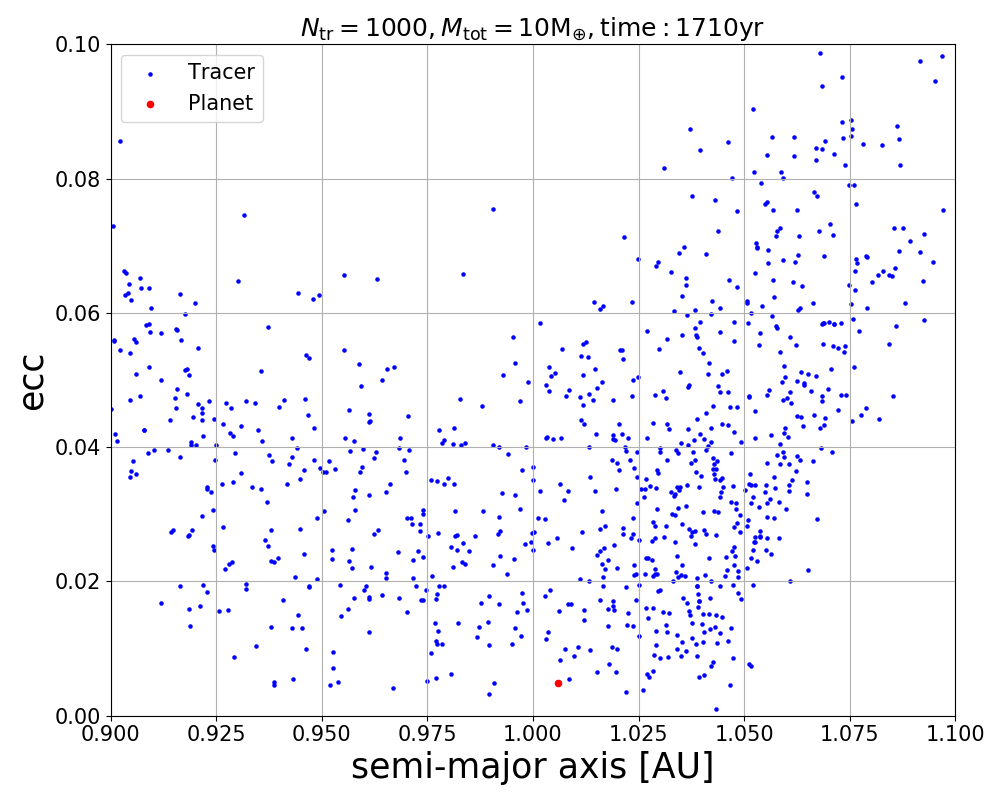 N_tr = 1000, M_tot = 10M_⊕, time : 1710yr
Tracer
Planet
ecc
0.10
0.08
0.06
0.04
0.02
0.00
0.900 0.925 0.950 0.975 1.000 1.025 1.050 1.075 1.100
semi-major axis [AU]